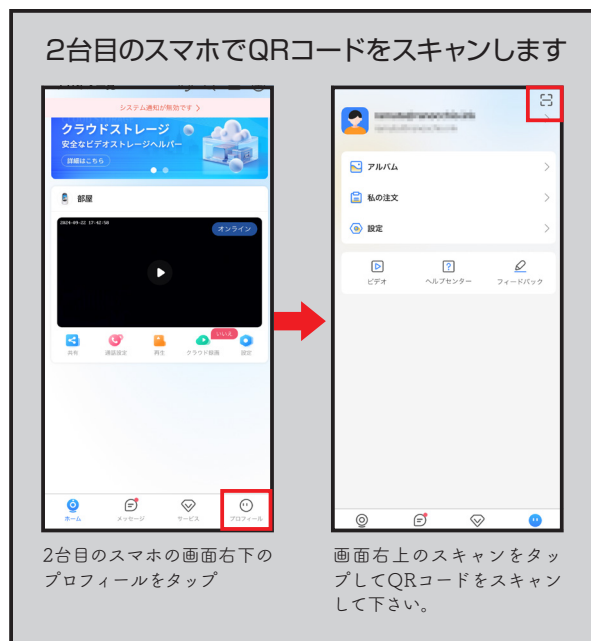 2台目のスマホでQRコードをスキャンします
システム通知が無効です >
クラウドストレージ
安全なビデオストレージヘルパー
詳細はこちら
部屋
2024-09-22 17:42:58
オンライン
いいえ
共有
再生
クラウド録画
設定
ホーム
メッセージ
サービス
プロフィール
2台目のスマホの画面右下の
プロフィールをタップ
アルバム
私の注文
設定
ビデオ
ヘルプセンター
フィードバック
画面右上のスキャンをタッ
プしてQRコードをスキャン
して下さい。